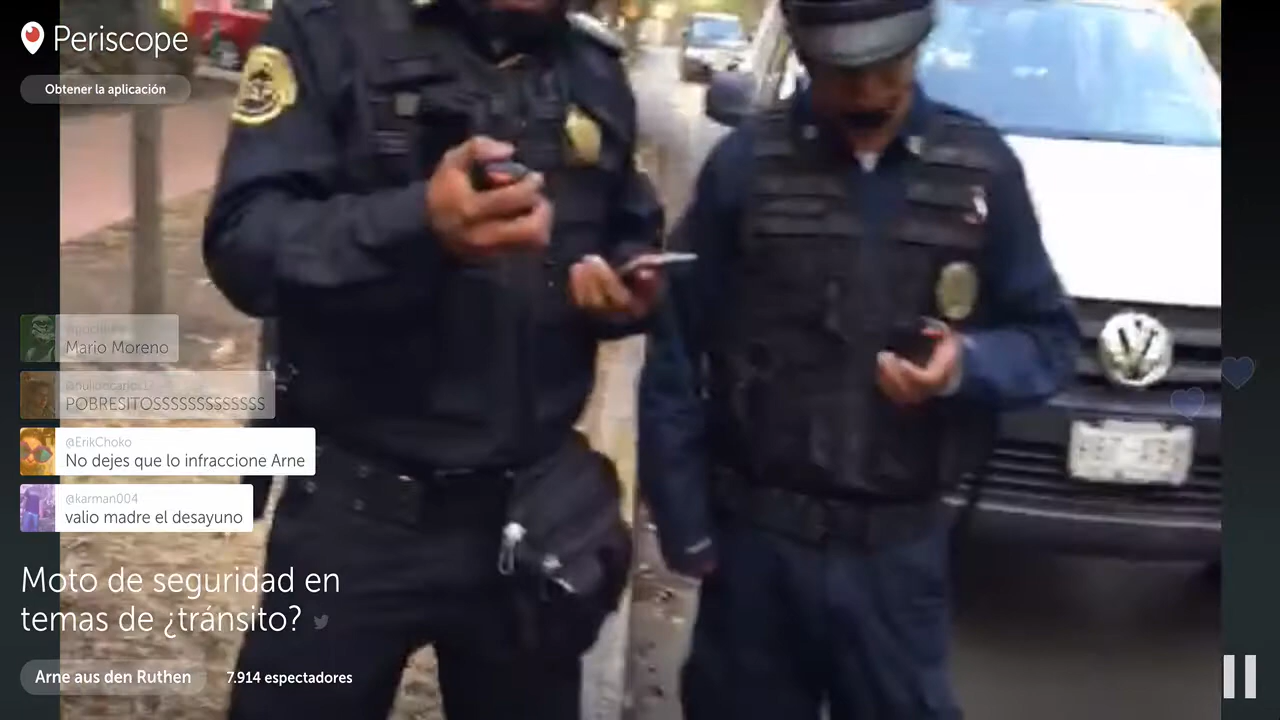 Periscope
Obtener la aplicación
Mario Moreno
POBRESITOSSSSSSSSSSSSS
@ErikChoko
No dejes que lo infraccione Arne
@karman004
valio madre el desayuno
Moto de seguridad en
temas de ¿tránsito?
Arne aus den Ruthen
7.914 espectadores